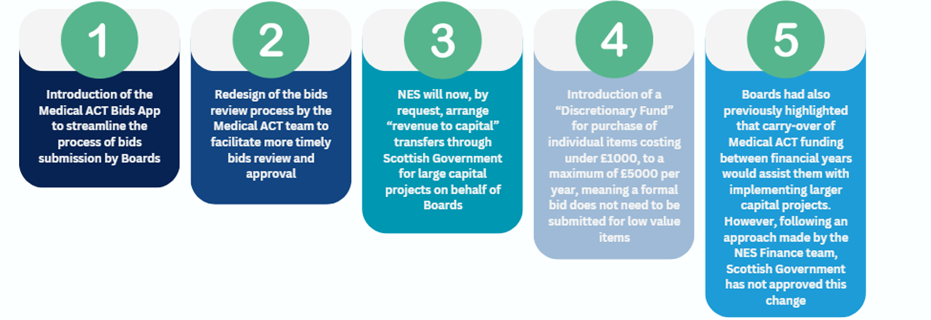 1
Introduction of the
Medical ACT Bids App
to streamline the
process of bids
submission by Boards
2
Redesign of the bids
review process by the
Medical ACT team to
facilitate more timely
bids review and
approval
3
NES will now, by
request, arrange
“revenue to capital”
transfers through
Scottish Government
for large capital
projects on behalf of
Boards
4
Introduction of a
“Discretionary Fund”
for purchase of
individual items costing
under £1000, to a
maximum of £5000 per
year, meaning a formal
bid does not need to be
submitted for low value
items
5
Boards had also
previously highlighted
that carry-over of
Medical ACT funding
between financial years
would assist them with
implementing larger
capital projects.
However, following an
approach made by the
NES Finance team,
Scottish Government
has not approved this
change